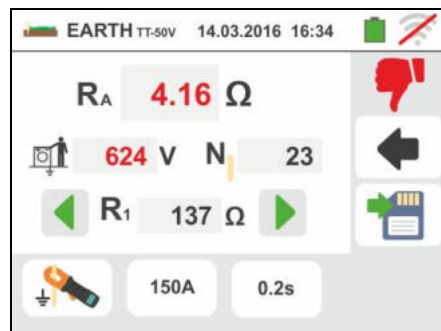 EARTH TT-50V 14.03.2016 16:34
RA 4.16 Ω
624 V N 23
R1 137 Ω
150A 0.2s